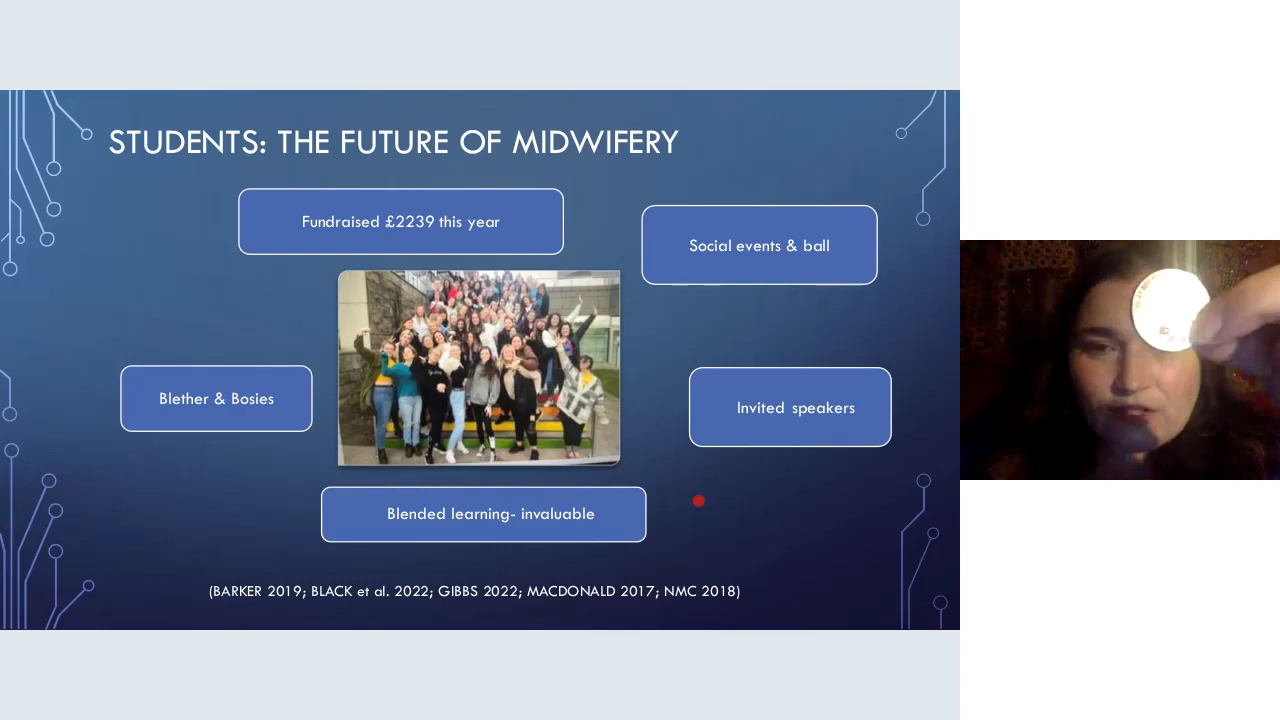 STUDENTS: THE FUTURE OF MIDWIFERY
Fundraised £2239 this year
Social events & ball
Blether & Bosies
Invited speakers
Blended learning- invaluable
(BARKER 2019; BLACK et al. 2022; GIBBS 2022; MACDONALD 2017; NMC 2018)